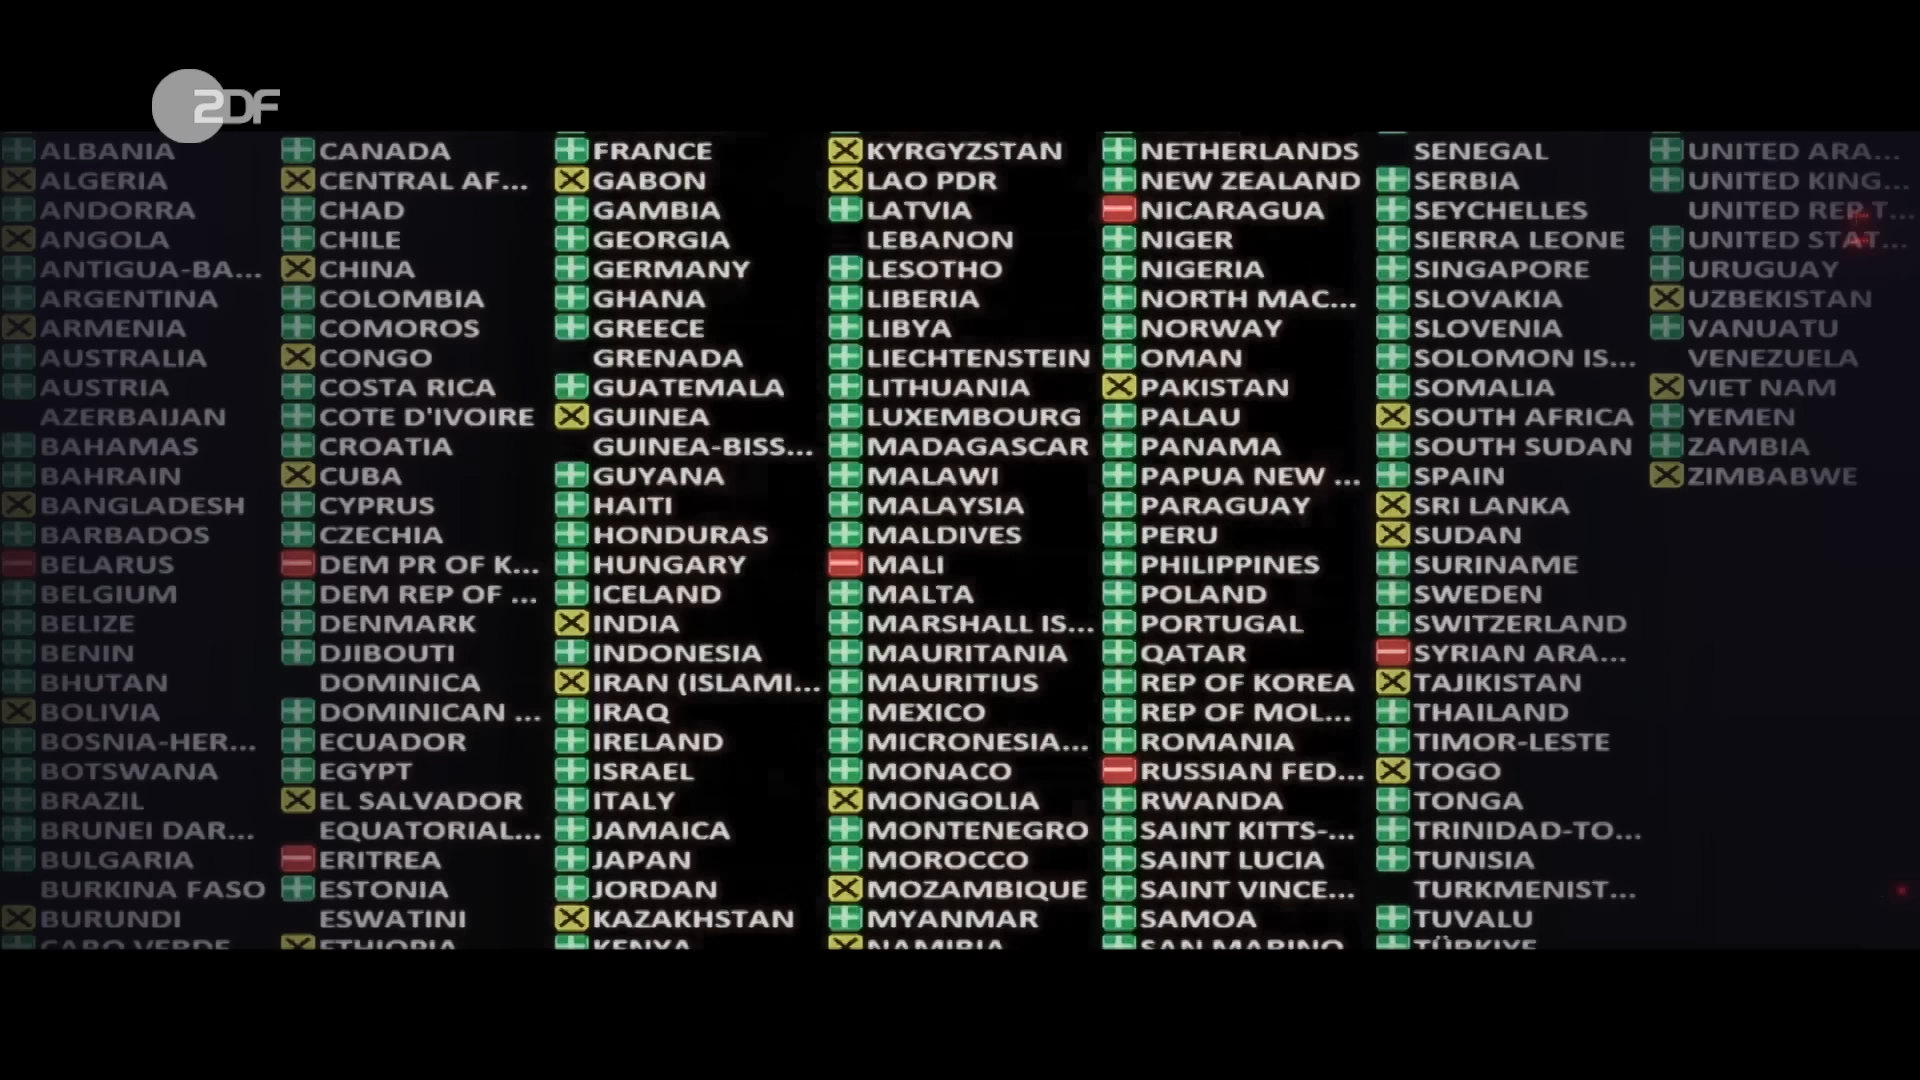 ZDF
ALBANIA
ALGERIA
ANDORRA
ANGOLA
ANTIGUA-BA...
ARGENTINA
ARMENIA
AUSTRALIA
AUSTRIA
AZERBAIJAN
BAHAMAS
BAHRAIN
BANGLADESH
BARBADOS
BELARUS
BELGIUM
BELIZE
BENIN
BHUTAN
BOLIVIA
BOSNIA-HER...
BOTSWANA
BRAZIL
BRUNEI DAR...
BULGARIA
BURKINA FASO
BURUNDI
CABO VERDE
CANADA
CENTRAL AF...
CHAD
CHILE
CHINA
COLOMBIA
COMOROS
CONGO
COSTA RICA
COTE D'IVOIRE
CROATIA
CUBA
CYPRUS
CZECHIA
DEM PR OF K...
DEM REP OF ...
DENMARK
DJIBOUTI
DOMINICA
DOMINICAN ...
ECUADOR
EGYPT
EL SALVADOR
EQUATORIAL...
ERITREA
ESTONIA
ESWATINI
ETHIOPIA
FRANCE
GABON
GAMBIA
GEORGIA
GERMANY
GHANA
GREECE
GRENADA
GUATEMALA
GUINEA
GUINEA-BISS...
GUYANA
HAITI
HONDURAS
HUNGARY
ICELAND
INDIA
INDONESIA
IRAN (ISLAMI...
IRAQ
IRELAND
ISRAEL
ITALY
JAMAICA
JAPAN
JORDAN
KAZAKHSTAN
KENYA
KYRGYZSTAN
LAO PDR
LATVIA
LEBANON
LESOTHO
LIBERIA
LIBYA
LIECHTENSTEIN
LITHUANIA
LUXEMBOURG
MADAGASCAR
MALAWI
MALAYSIA
MALDIVES
MALI
MALTA
MARSHALL IS...
MAURITANIA
MAURITIUS
MEXICO
MICRONESIA...
MONACO
MONGOLIA
MONTENEGRO
MOROCCO
MOZAMBIQUE
MYANMAR
NAMIBIA
NETHERLANDS
NEW ZEALAND
NICARAGUA
NIGER
NIGERIA
NORTH MAC...
NORWAY
OMAN
PAKISTAN
PALAU
PANAMA
PAPUA NEW ...
PARAGUAY
PERU
PHILIPPINES
POLAND
PORTUGAL
QATAR
REP OF KOREA
REP OF MOL...
ROMANIA
RUSSIAN FED...
RWANDA
SAINT KITTS-...
SAINT LUCIA
SAINT VINCE...
SAMOA
SAN MARINO
SENEGAL
SERBIA
SEYCHELLES
SIERRA LEONE
SINGAPORE
SLOVAKIA
SLOVENIA
SOLOMON IS...
SOMALIA
SOUTH AFRICA
SOUTH SUDAN
SPAIN
SRI LANKA
SUDAN
SURINAME
SWEDEN
SWITZERLAND
SYRIAN ARA...
TAJIKISTAN
THAILAND
TIMOR-LESTE
TOGO
TONGA
TRINIDAD-TO...
TUNISIA
TURKMENIST...
TUVALU
TÜRKIYE
UNITED ARA...
UNITED KING...
UNITED REP T...
UNITED STAT...
URUGUAY
UZBEKISTAN
VANUATU
VENEZUELA
VIET NAM
YEMEN
ZAMBIA
ZIMBABWE